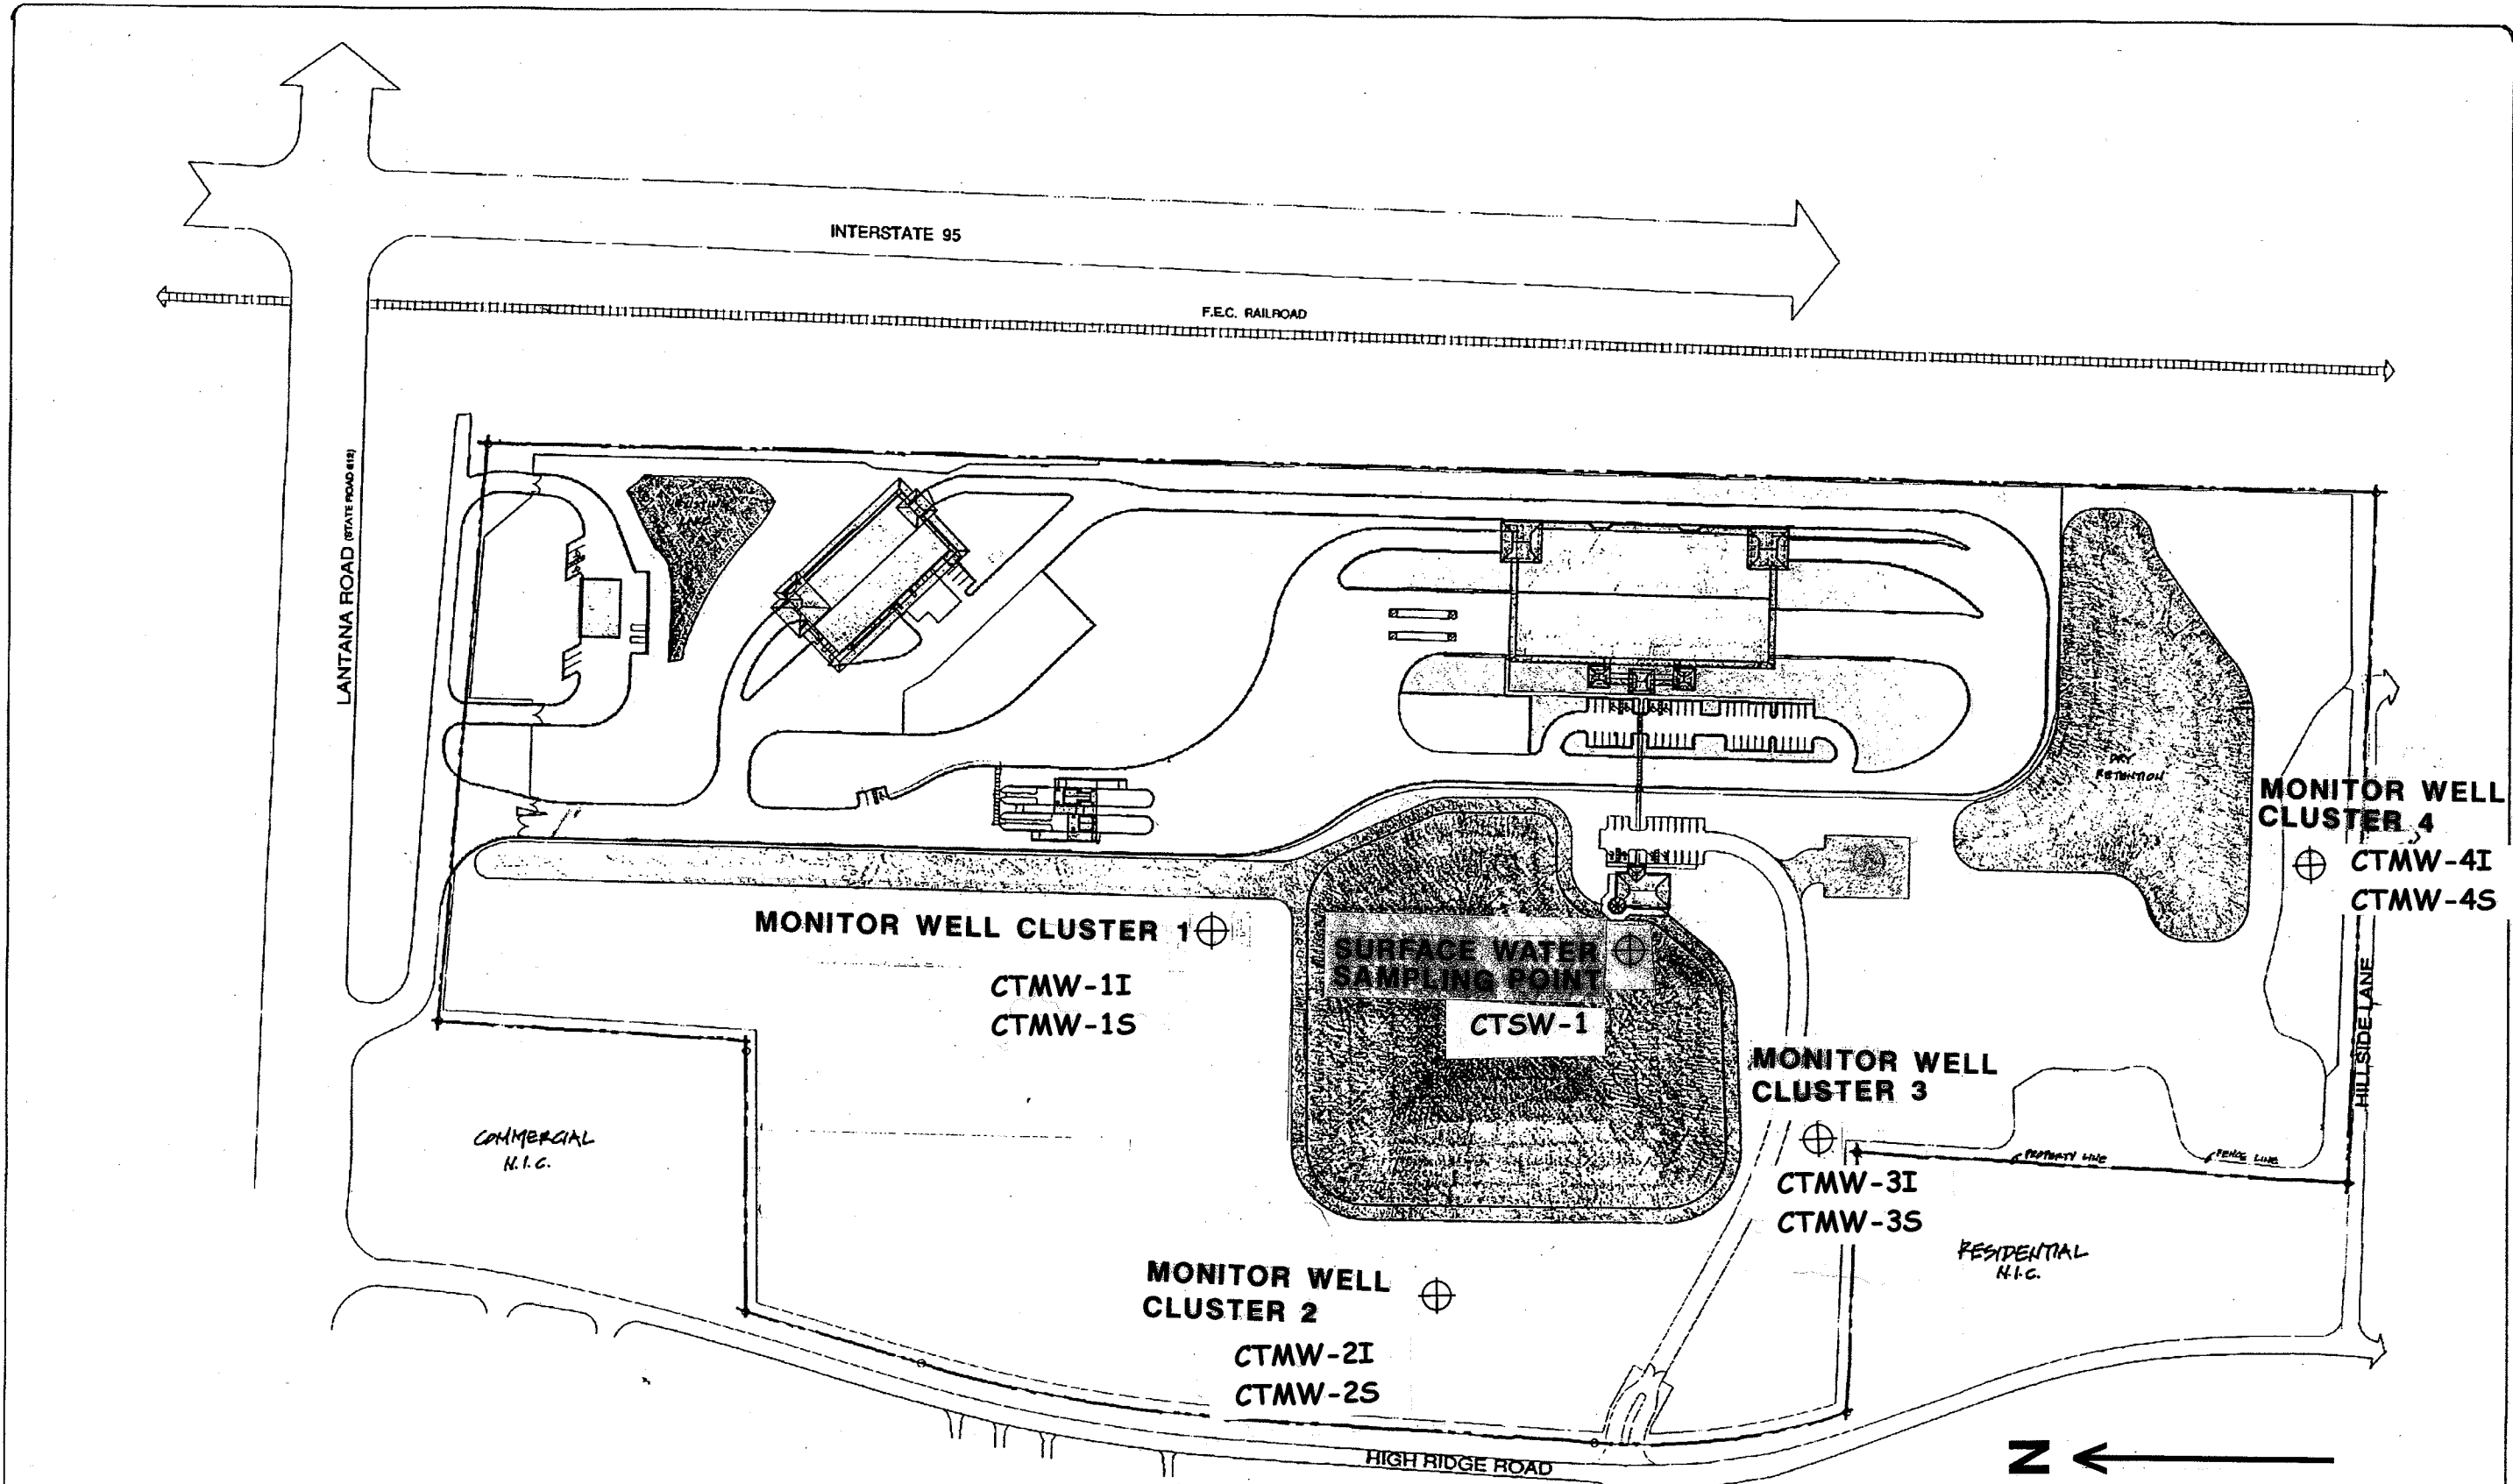 INTERSTATE 95
F.E.C. RAILROAD
LANTANA ROAD (STATE ROAD 812)
LAKE
DRY
RETENTION
MONITOR WELL
CLUSTER 4
CTMW-4I
CTMW-4S
MONITOR WELL CLUSTER 1
CTMW-1I
CTMW-1S
SURFACE WATER
SAMPLING POINT
CTSW-1
HILLSIDE LANE
MONITOR WELL
CLUSTER 3
CTMW-3I
CTMW-3S
COMMERCIAL
N.I.C.
PROPERTY LINE
FENCE LINE
RESIDENTIAL
N.I.C.
MONITOR WELL
CLUSTER 2
CTMW-2I
CTMW-2S
HIGH RIDGE ROAD
N